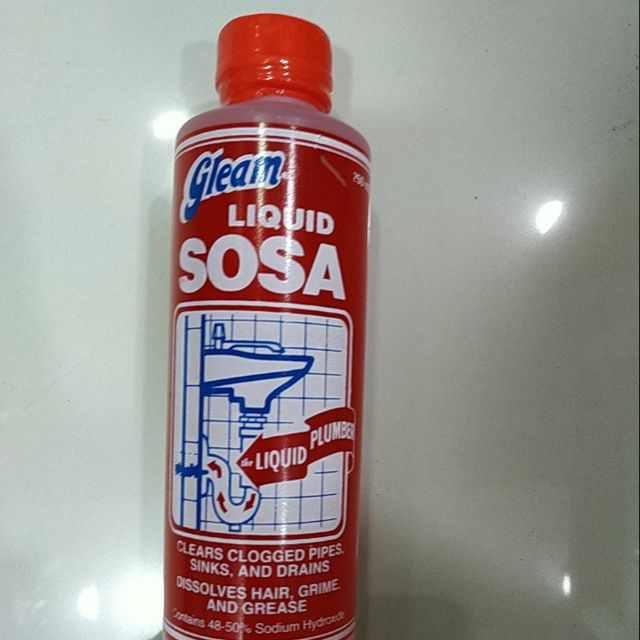 Gleam
LIQUID
SOSA
the LIQUID PLUMBER
CLEARS CLOGGED PIPES,
SINKS, AND DRAINS
DISSOLVES HAIR, GRIME,
AND GREASE
Contains 48-50% Sodium Hydroxide